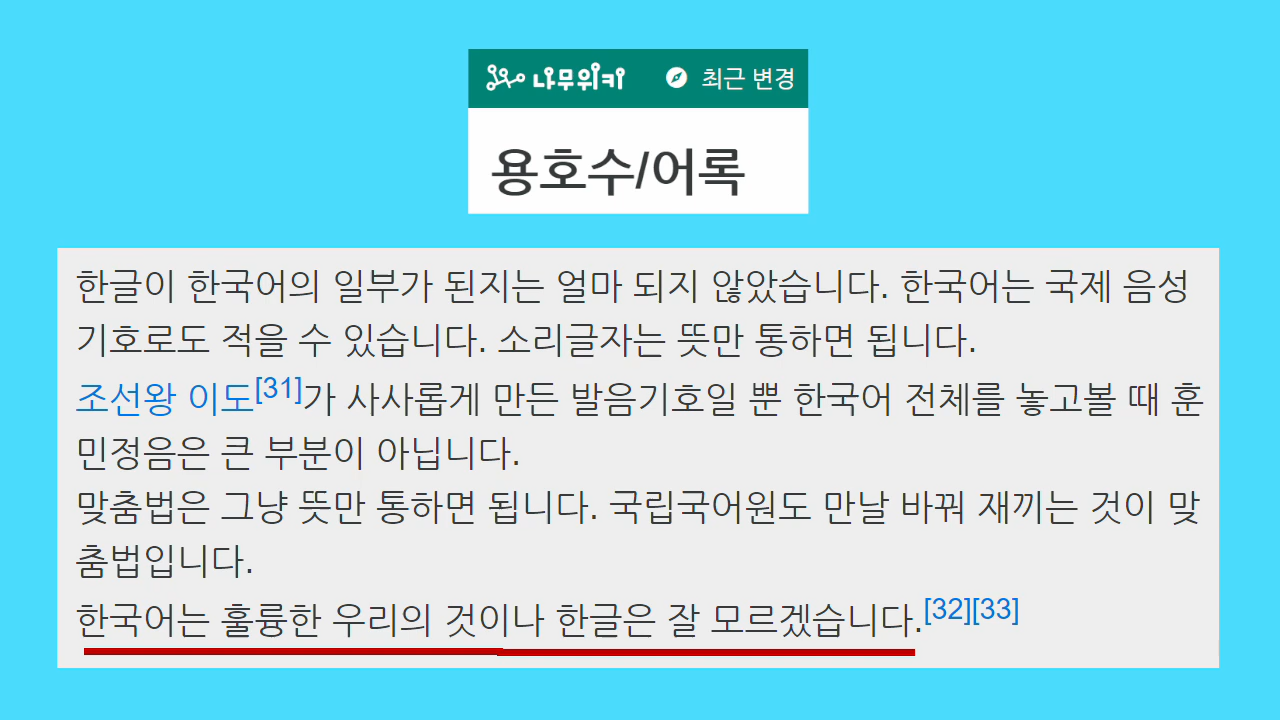 나무위키 최근 변경
용호수/어록
한글이 한국어의 일부가 된지는 얼마 되지 않았습니다. 한국어는 국제 음성
기호로도 적을 수 있습니다. 소리글자는 뜻만 통하면 됩니다.
조선왕 이도[31]가 사사롭게 만든 발음기호일 뿐 한국어 전체를 놓고볼 때 훈
민정음은 큰 부분이 아닙니다.
맞춤법은 그냥 뜻만 통하면 됩니다. 국립국어원도 만날 바꿔 재끼는 것이 맞
춤법입니다.
한국어는 훌륭한 우리의 것이나 한글은 잘 모르겠습니다.[32][33]